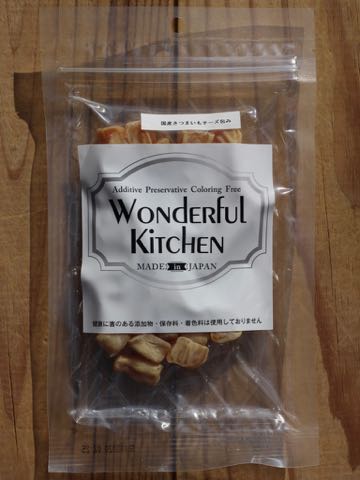 国産さつまいもチーズ包み
Additive Preservative Coloring Free
WONDERFUL
KITCHEN
MADE in JAPAN
健康に害のある添加物・保存料・着色料は使用しておりません